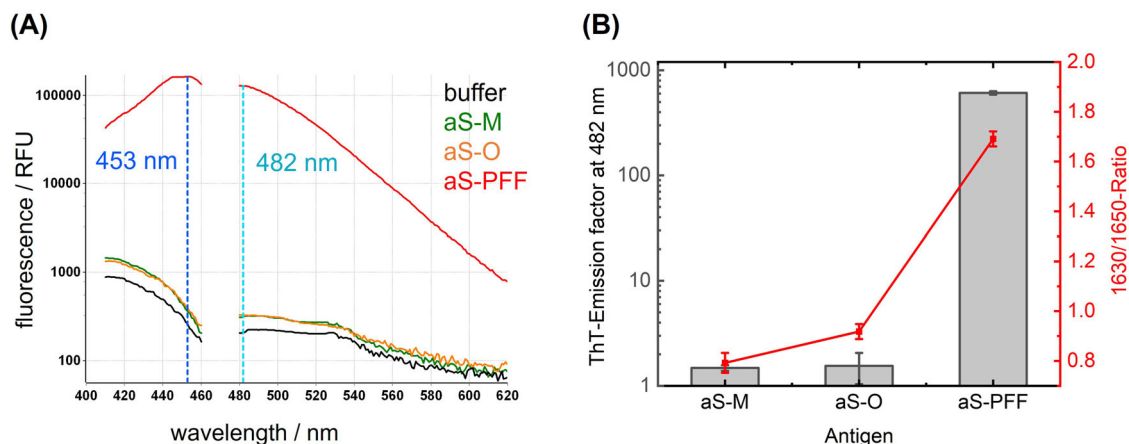 (A)
fluorescence / RFU
100000
10000
1000
100
453 nm
482 nm
buffer
aS-M
aS-O
aS-PFF
400 420 440 460 480 500 520 540 560 580 600 620
wavelength / nm
(B)
ThT-Emission factor at 482 nm
1000
100
10
1
2.0
1.8
1.6
1.4
1.2
1.0
0.8
1630/1650-Ratio
aS-M aS-O aS-PFF
Antigen